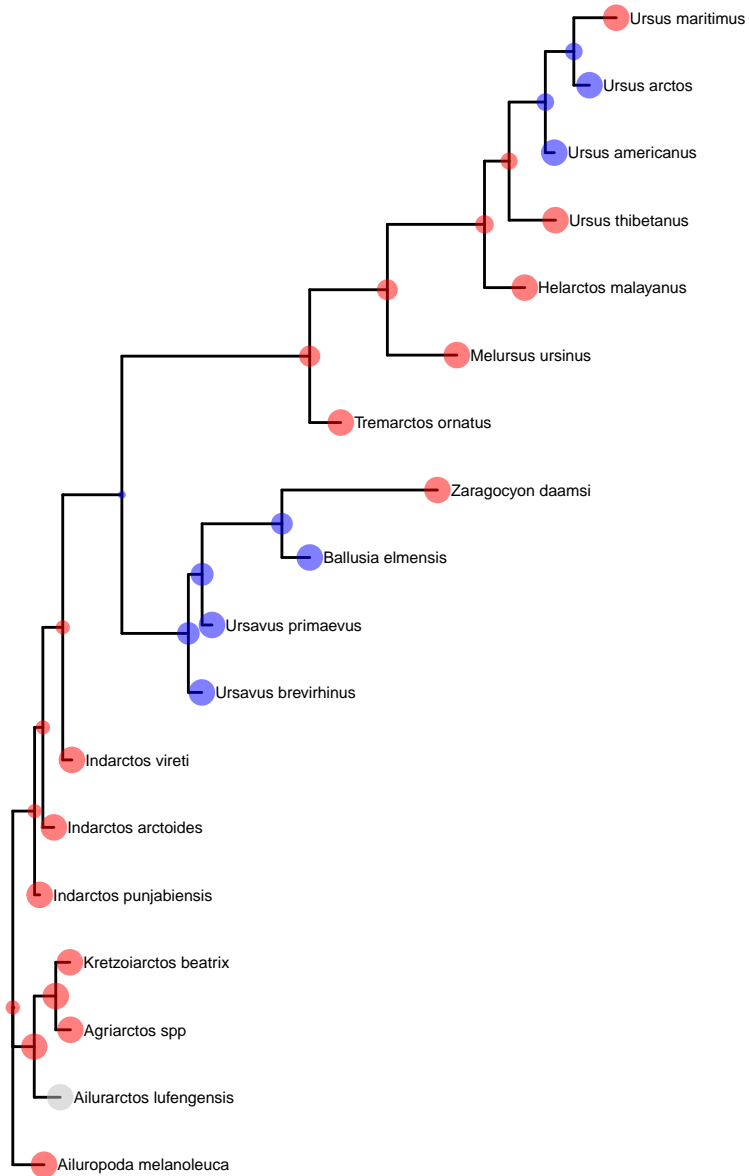 Ursus maritimus
Ursus arctos
Ursus americanus
Ursus thibetanus
Helarctos malayanus
Melursus ursinus
Tremarctos ornatus
Zaragocyon daamsi
Ballusia elmensis
Ursavus primaevus
Ursavus brevirhinus
Indarctos vireti
Indarctos arctoides
Indarctos punjabiensis
Kretzoiarctos beatrix
Agriarctos spp
Ailurarctos lufengensis
Ailuropoda melanoleuca